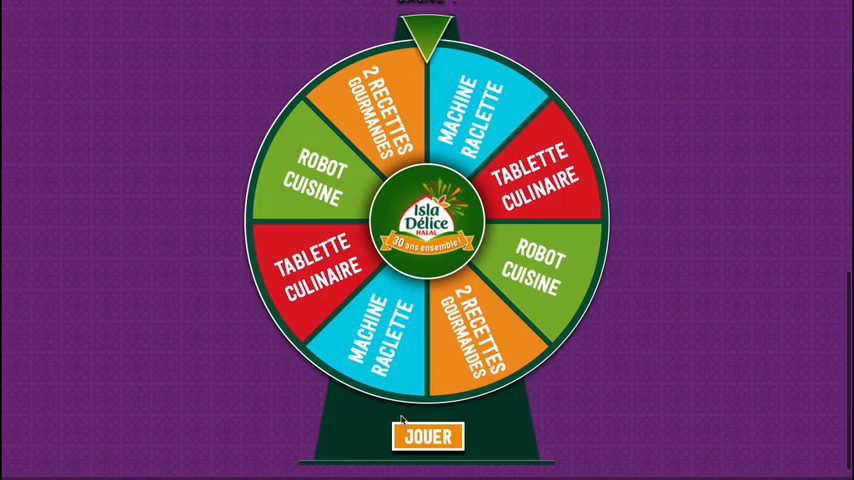 2 RECETTES
GOURMANDES
MACHINE
RACLETTE
ROBOT
CUISINE
TABLETTE
CULINAIRE
Isla
Délice
HALAL
30 ans ensemble !
TABLETTE
CULINAIRE
ROBOT
CUISINE
MACHINE
RACLETTE
2 RECETTES
GOURMANDES
JOUER